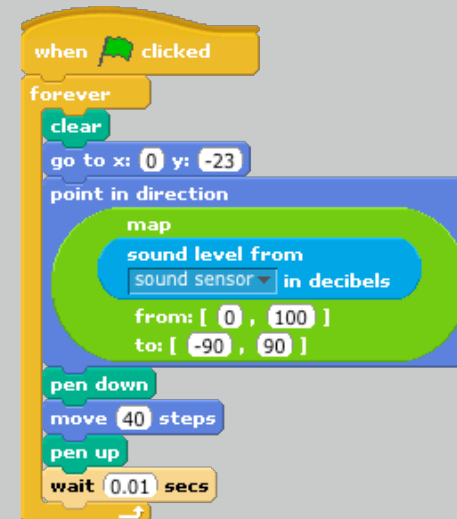 when clicked
forever
clear
go to x: 0 y: -23
point in direction
map
sound level from
sound sensor in decibels
from: [ 0 , 100 ]
to: [ -90 , 90 ]
pen down
move 40 steps
pen up
wait 0.01 secs